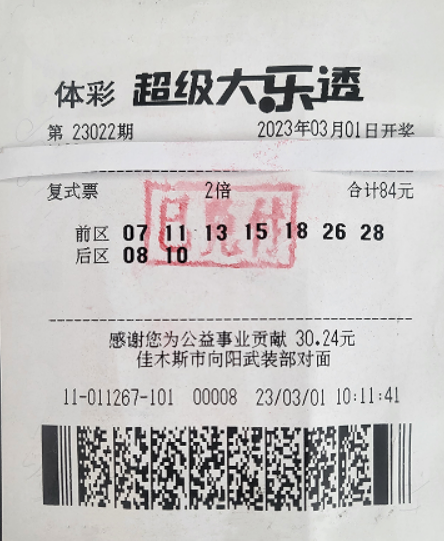 体彩 超级大乐透
第 23022期 2023年03月01日开奖
复式票 2倍 合计84元
已兑付
前区 07 11 13 15 18 26 28
后区 08 10
感谢您为公益事业贡献 30.24元
佳木斯市向阳武装部对面
11-011267-101 00008 23/03/01 10:11:41